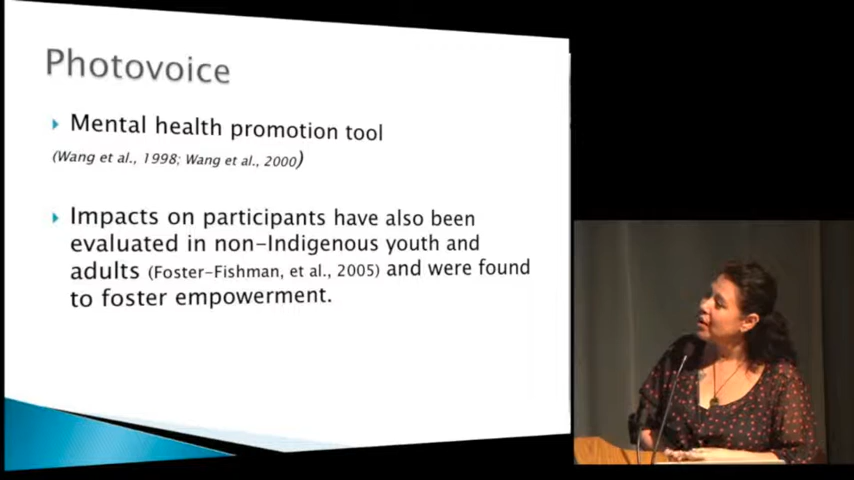 Photovoice
Mental health promotion tool
(Wang et al., 1998; Wang et al., 2000)
Impacts on participants have also been
evaluated in non-Indigenous youth and
adults (Foster-Fishman, et al., 2005) and were found
to foster empowerment.